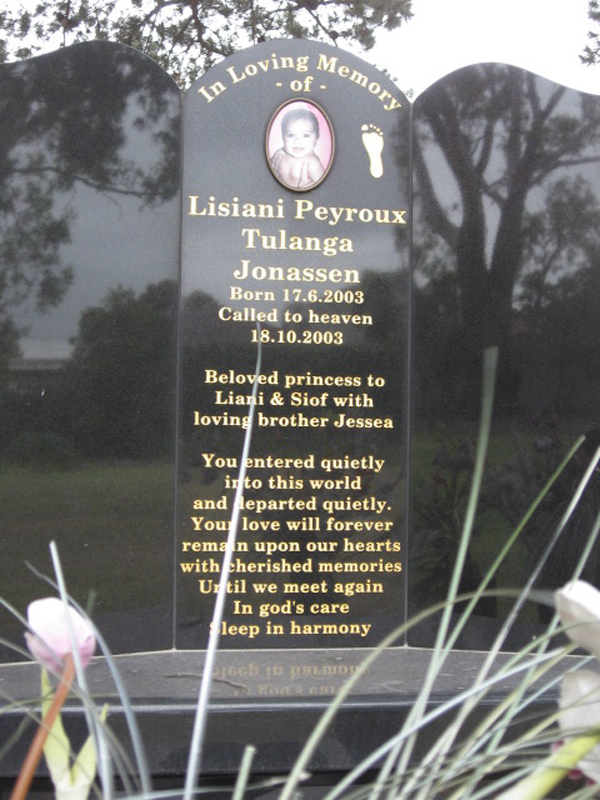 In Loving Memory
- of -
Lisiani Peyroux
Tulanga
Jonassen
Born 17.6.2003
Called to heaven
18.10.2003
Beloved princess to
Liani & Siof with
loving brother Jessea
You entered quietly
into this world
and departed quietly.
Your love will forever
remain upon our hearts
with cherished memories
Until we meet again
In god's care
Sleep in harmony